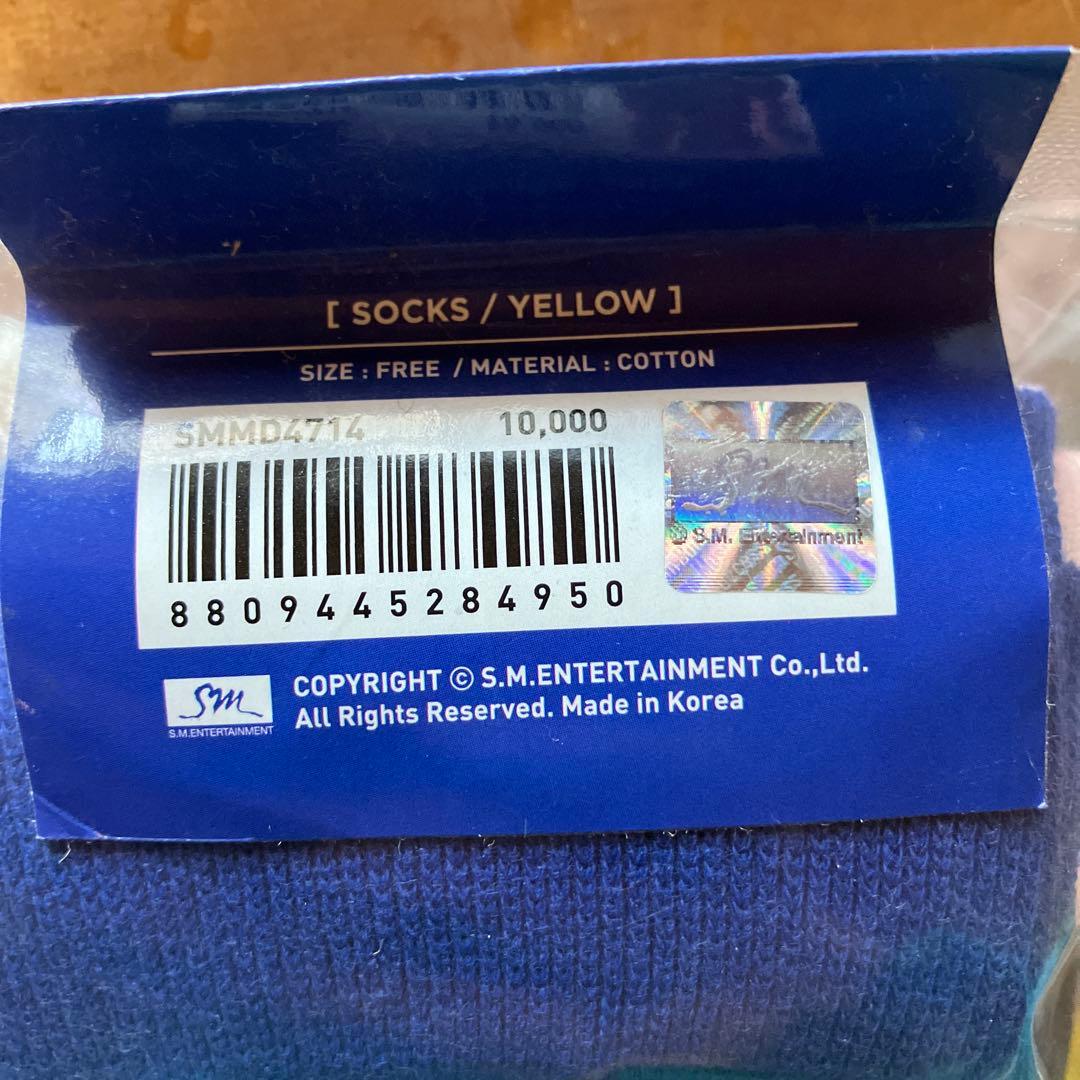 [ SOCKS / YELLOW ]
SIZE : FREE / MATERIAL : COTTON
SMMD4714 10,000
8809445284950
© S.M. Entertainment
COPYRIGHT © S.M.ENTERTAINMENT Co.,Ltd.
All Rights Reserved. Made in Korea
SM
S.M.ENTERTAINMENT